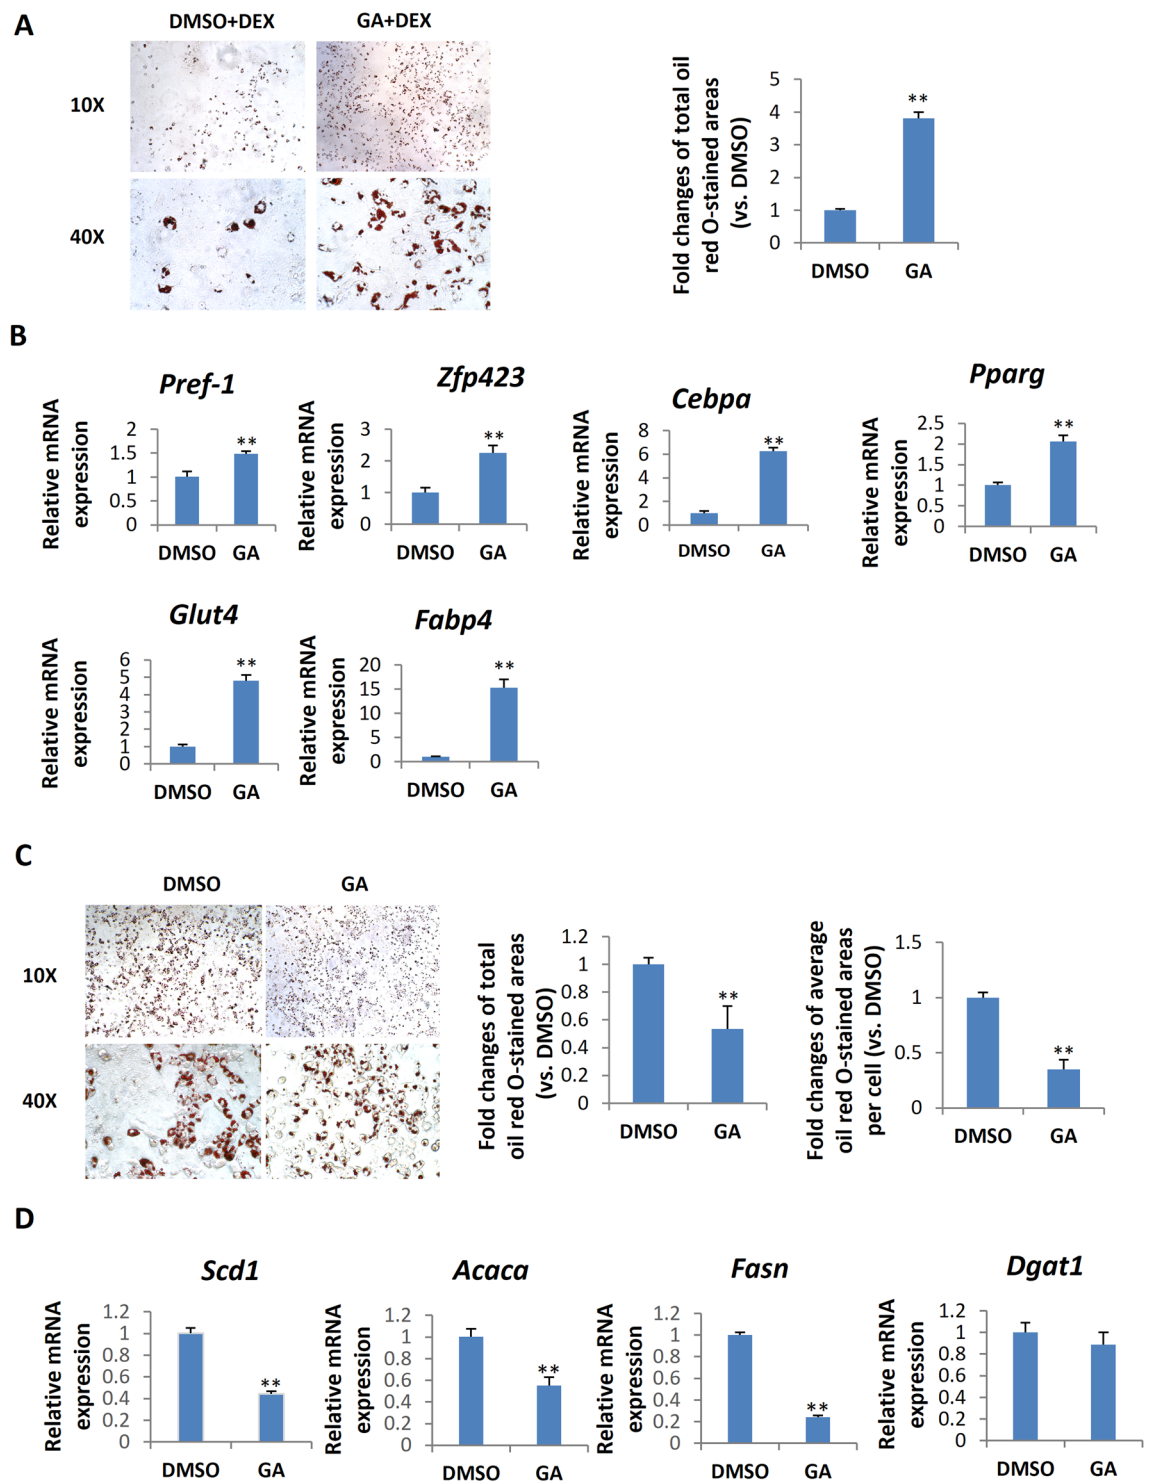 A
DMSO+DEX
GA+DEX
10X
40X
Fold changes of total oil
red O-stained areas
(vs. DMSO)
5
4
3
2
1
0
**
DMSO
GA
B
Pref-1
Relative mRNA
expression
2
1.5
1
0.5
0
**
DMSO
GA
Zfp423
Relative mRNA
expression
3
2
1
0
**
DMSO
GA
Cebpa
Relative mRNA
expression
8
6
4
2
0
**
DMSO
GA
Pparg
Relative mRNA
expression
2.5
2
1.5
1
0.5
0
**
DMSO
GA
Glut4
Relative mRNA
expression
6
5
4
3
2
1
0
**
DMSO
GA
Fabp4
Relative mRNA
expression
20
15
10
5
0
**
DMSO
GA
C
DMSO
GA
10X
40X
Fold changes of total
oil red O-stained areas
(vs. DMSO)
1.2
1
0.8
0.6
0.4
0.2
0
**
DMSO
GA
Fold changes of average
oil red O-stained areas
per cell (vs. DMSO)
1.5
1
0.5
0
**
DMSO
GA
D
Scd1
Relative mRNA
expression
1.2
1
0.8
0.6
0.4
0.2
0
**
DMSO
GA
Acaca
Relative mRNA
expression
1.2
1
0.8
0.6
0.4
0.2
0
**
DMSO
GA
Fasn
Relative mRNA
expression
1.2
1
0.8
0.6
0.4
0.2
0
**
DMSO
GA
Dgat1
Relative mRNA
expression
1.2
1
0.8
0.6
0.4
0.2
0
DMSO
GA